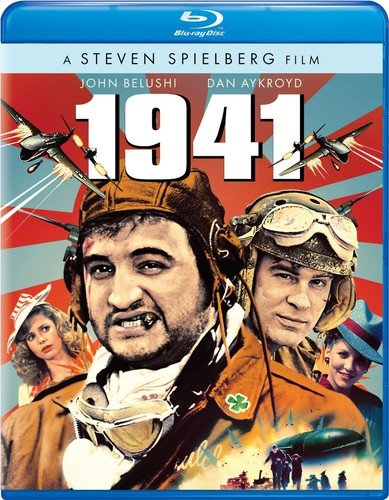 Blu-ray Disc
A STEVEN SPIELBERG FILM
JOHN BELUSHI DAN AYKROYD
1941